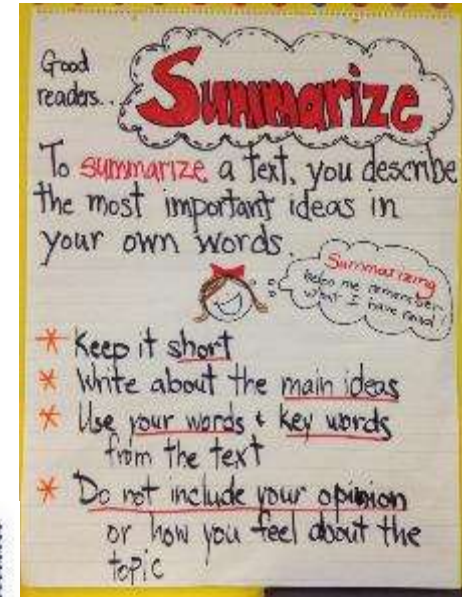 Good
readers...
Summarize
To summarize a text, you describe
the most important ideas in
your own words.
Summarizing
helps me remember
what I have read!
* Keep it short
* Write about the main ideas
* Use your words & key words
from the text
* Do not include your opinion
or how you feel about the
topic